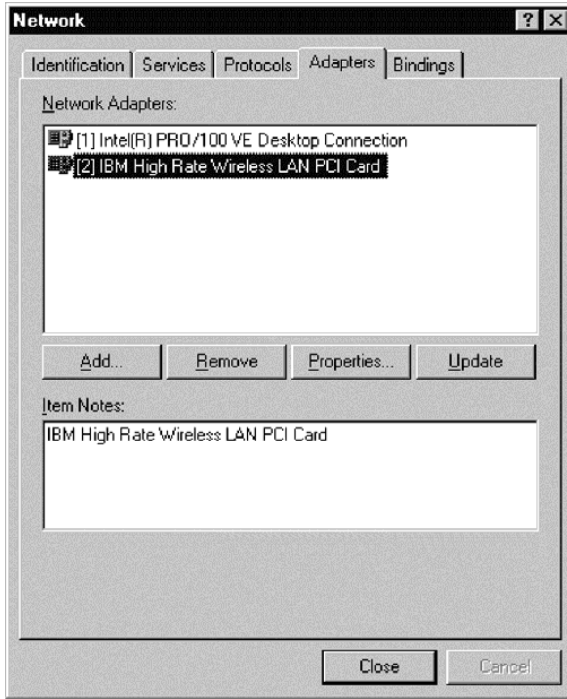 Network
Identification Services Protocols Adapters Bindings
Network Adapters:
[1] Intel(R) PRO/100 VE Desktop Connection
[2] IBM High Rate Wireless LAN PCI Card
Add... Remove Properties... Update
Item Notes:
IBM High Rate Wireless LAN PCI Card
Close Cancel